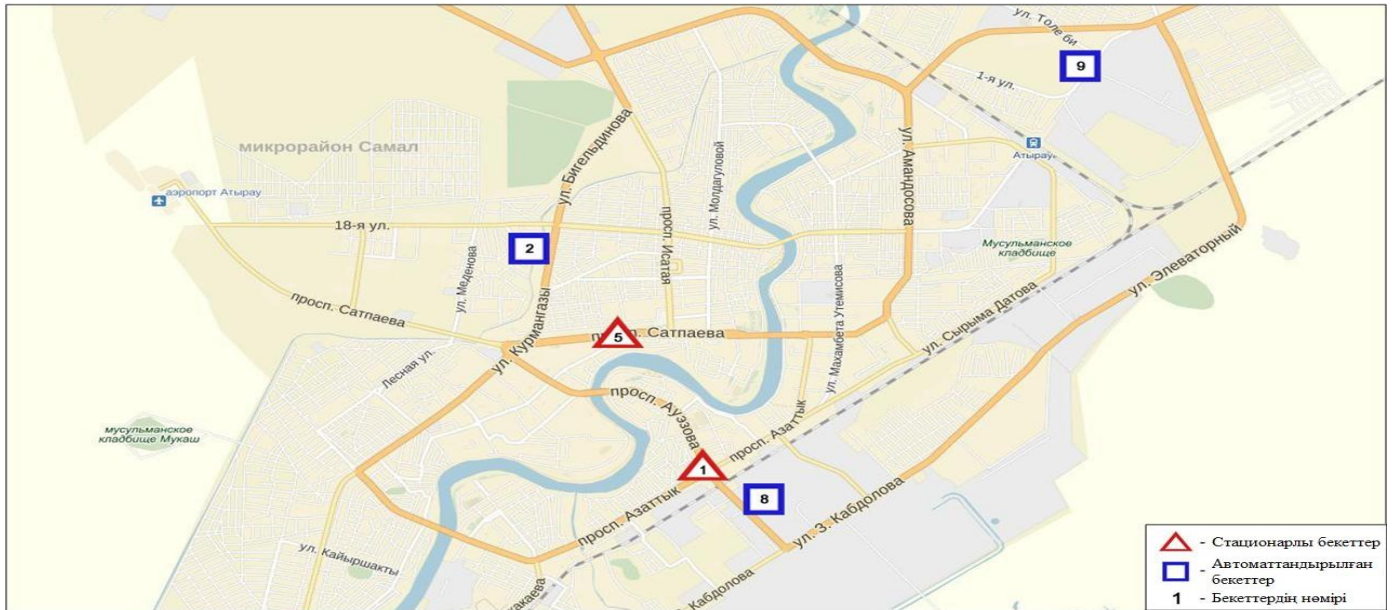 ул. Толе би
9
1-я ул.
Атырау
ул. Бигельдинова
ул. Молдагуловой
ул. Амандосова
микрорайон Самал
аэропорт Атырау
18-я ул.
2
просп. Исатая
Мусульманское
кладбище
ул. Элеваторный
ул. Меденова
просп. Сатпаева
ул. Курмангазы
5
Сатпаева
ул. Махамбета Утемисова
ул. Сырыма Датова
Лесная ул.
просп. Ауэзова
мусульманское
кладбище Мукаш
просп. Азаттык
1
8
просп. Азаттык
ул. З. Кабдолова
ул. Кайыршакты
Кабдолова
- Стационарлы бекеттер
- Автоматтандырылған
бекеттер
1 - Бекеттердің нөмірі